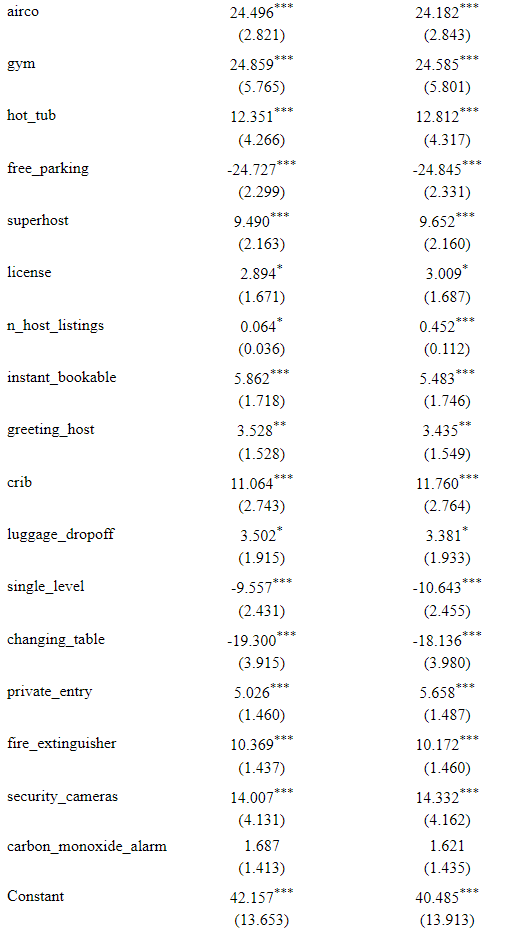 airco 24.496*** 24.182***
(2.821) (2.843)
gym 24.859*** 24.585***
(5.765) (5.801)
hot_tub 12.351*** 12.812***
(4.266) (4.317)
free_parking -24.727*** -24.845***
(2.299) (2.331)
superhost 9.490*** 9.652***
(2.163) (2.160)
license 2.894* 3.009*
(1.671) (1.687)
n_host_listings 0.064* 0.452***
(0.036) (0.112)
instant_bookable 5.862*** 5.483***
(1.718) (1.746)
greeting_host 3.528** 3.435**
(1.528) (1.549)
crib 11.064*** 11.760***
(2.743) (2.764)
luggage_dropoff 3.502* 3.381*
(1.915) (1.933)
single_level -9.557*** -10.643***
(2.431) (2.455)
changing_table -19.300*** -18.136***
(3.915) (3.980)
private_entry 5.026*** 5.658***
(1.460) (1.487)
fire_extinguisher 10.369*** 10.172***
(1.437) (1.460)
security_cameras 14.007*** 14.332***
(4.131) (4.162)
carbon_monoxide_alarm 1.687 1.621
(1.413) (1.435)
Constant 42.157*** 40.485***
(13.653) (13.913)